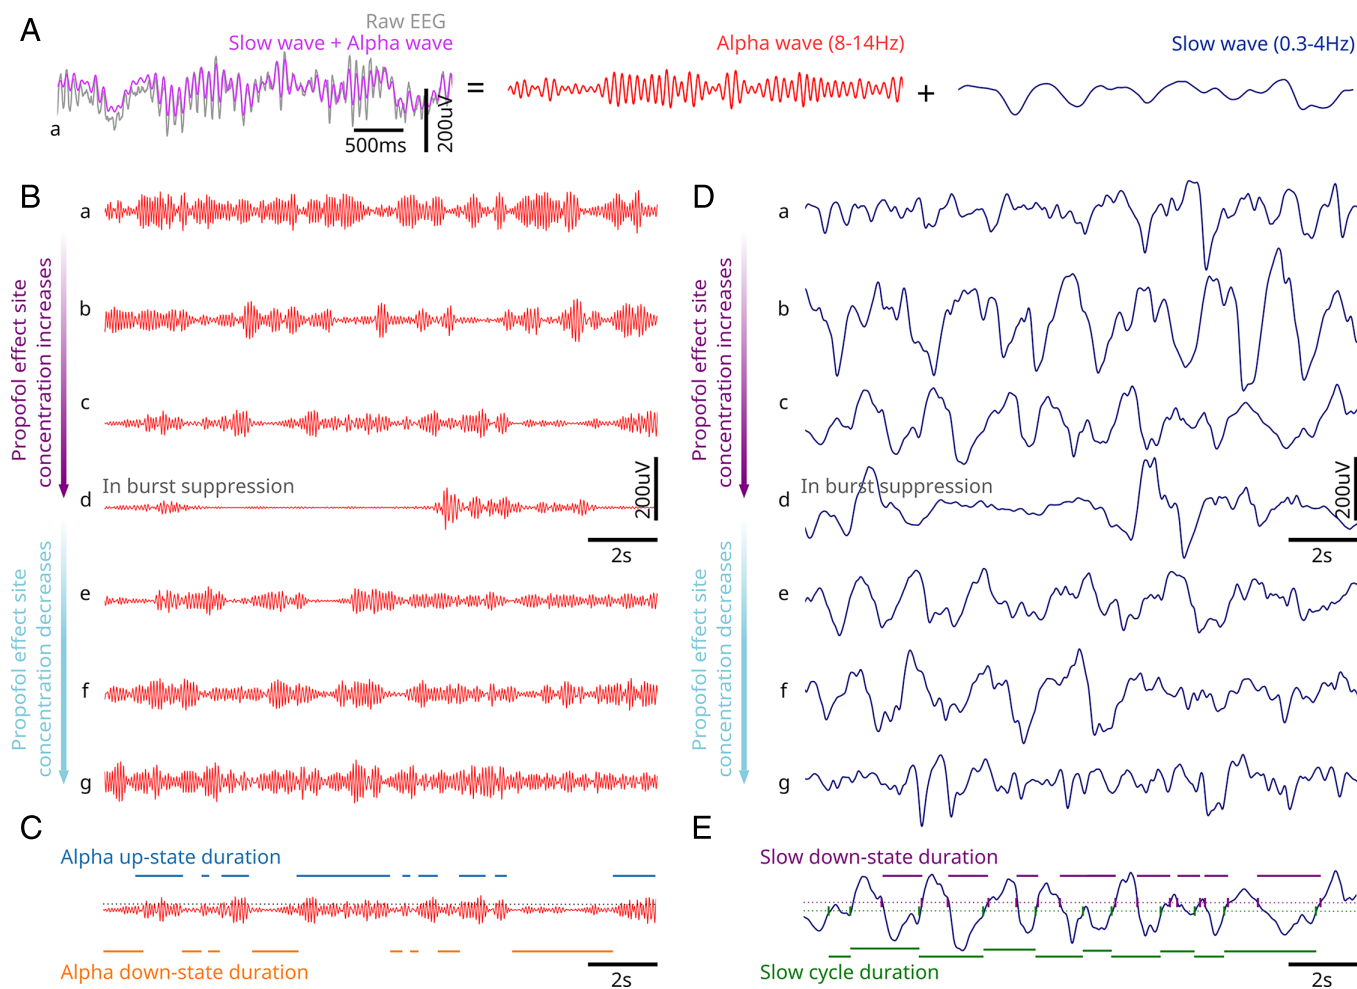 A
Raw EEG
Slow wave + Alpha wave
=
Alpha wave (8-14Hz)
+
Slow wave (0.3-4Hz)
a
500ms
200uV
B
a
b
c
d
In burst suppression
e
f
g
Propofol effect site
concentration increases
Propofol effect site
concentration decreases
200uV
2s
D
a
b
c
d
In burst suppression
e
f
g
Propofol effect site
concentration increases
Propofol effect site
concentration decreases
200uV
2s
C
Alpha up-state duration
Alpha down-state duration
2s
E
Slow down-state duration
Slow cycle duration
2s